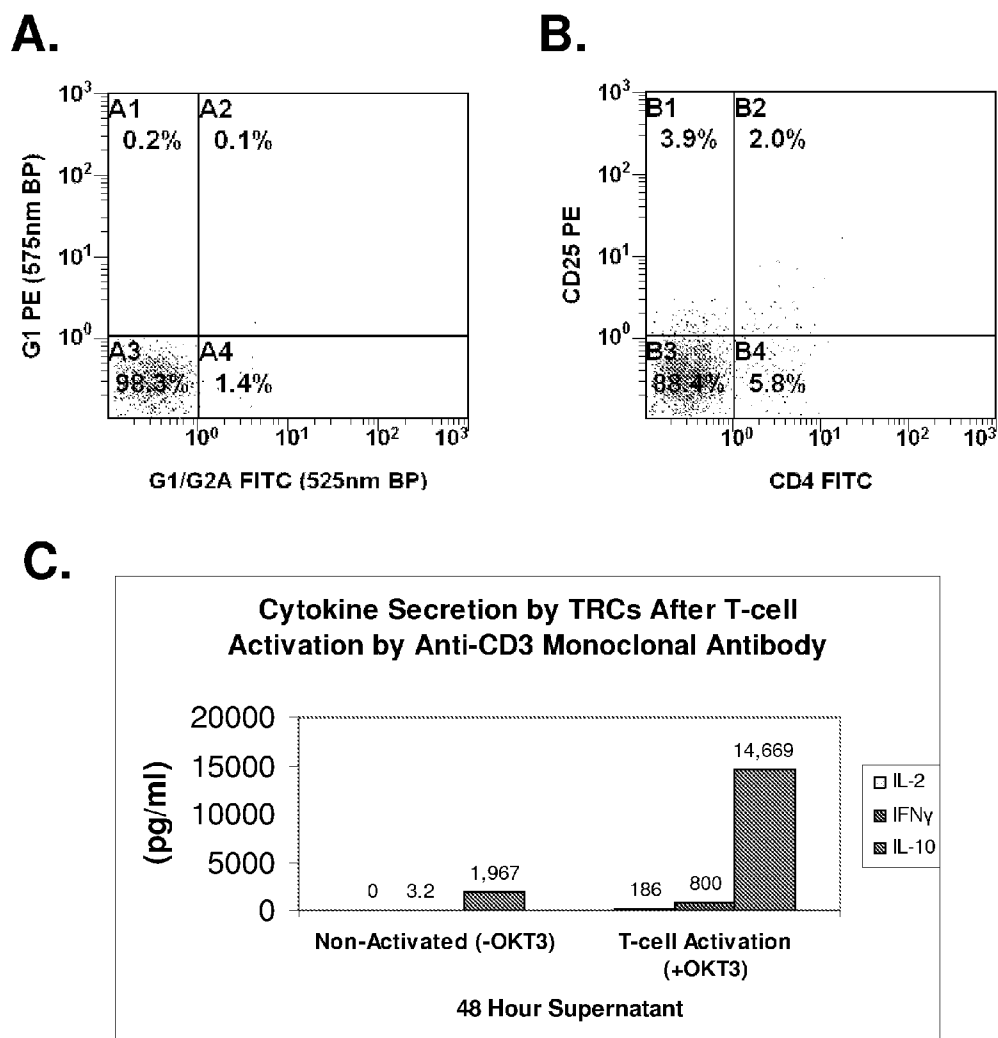 A.
10³
A1
A2
0.2%
0.1%
10²
10¹
10⁰
A3
A4
98.3%
1.4%
10⁰
10¹
10²
10³
G1 PE (575nm BP)
G1/G2A FITC (525nm BP)
B.
10³
B1
B2
3.9%
2.0%
10²
10¹
10⁰
B3
B4
88.4%
5.8%
10⁰
10¹
10²
10³
CD25 PE
CD4 FITC
C.
Cytokine Secretion by TRCs After T-cell
Activation by Anti-CD3 Monoclonal Antibody
(pg/ml)
20000
15000
10000
5000
0
0
3.2
1,967
186
800
14,669
IL-2
IFNγ
IL-10
Non-Activated (-OKT3)
T-cell Activation
(+OKT3)
48 Hour Supernatant